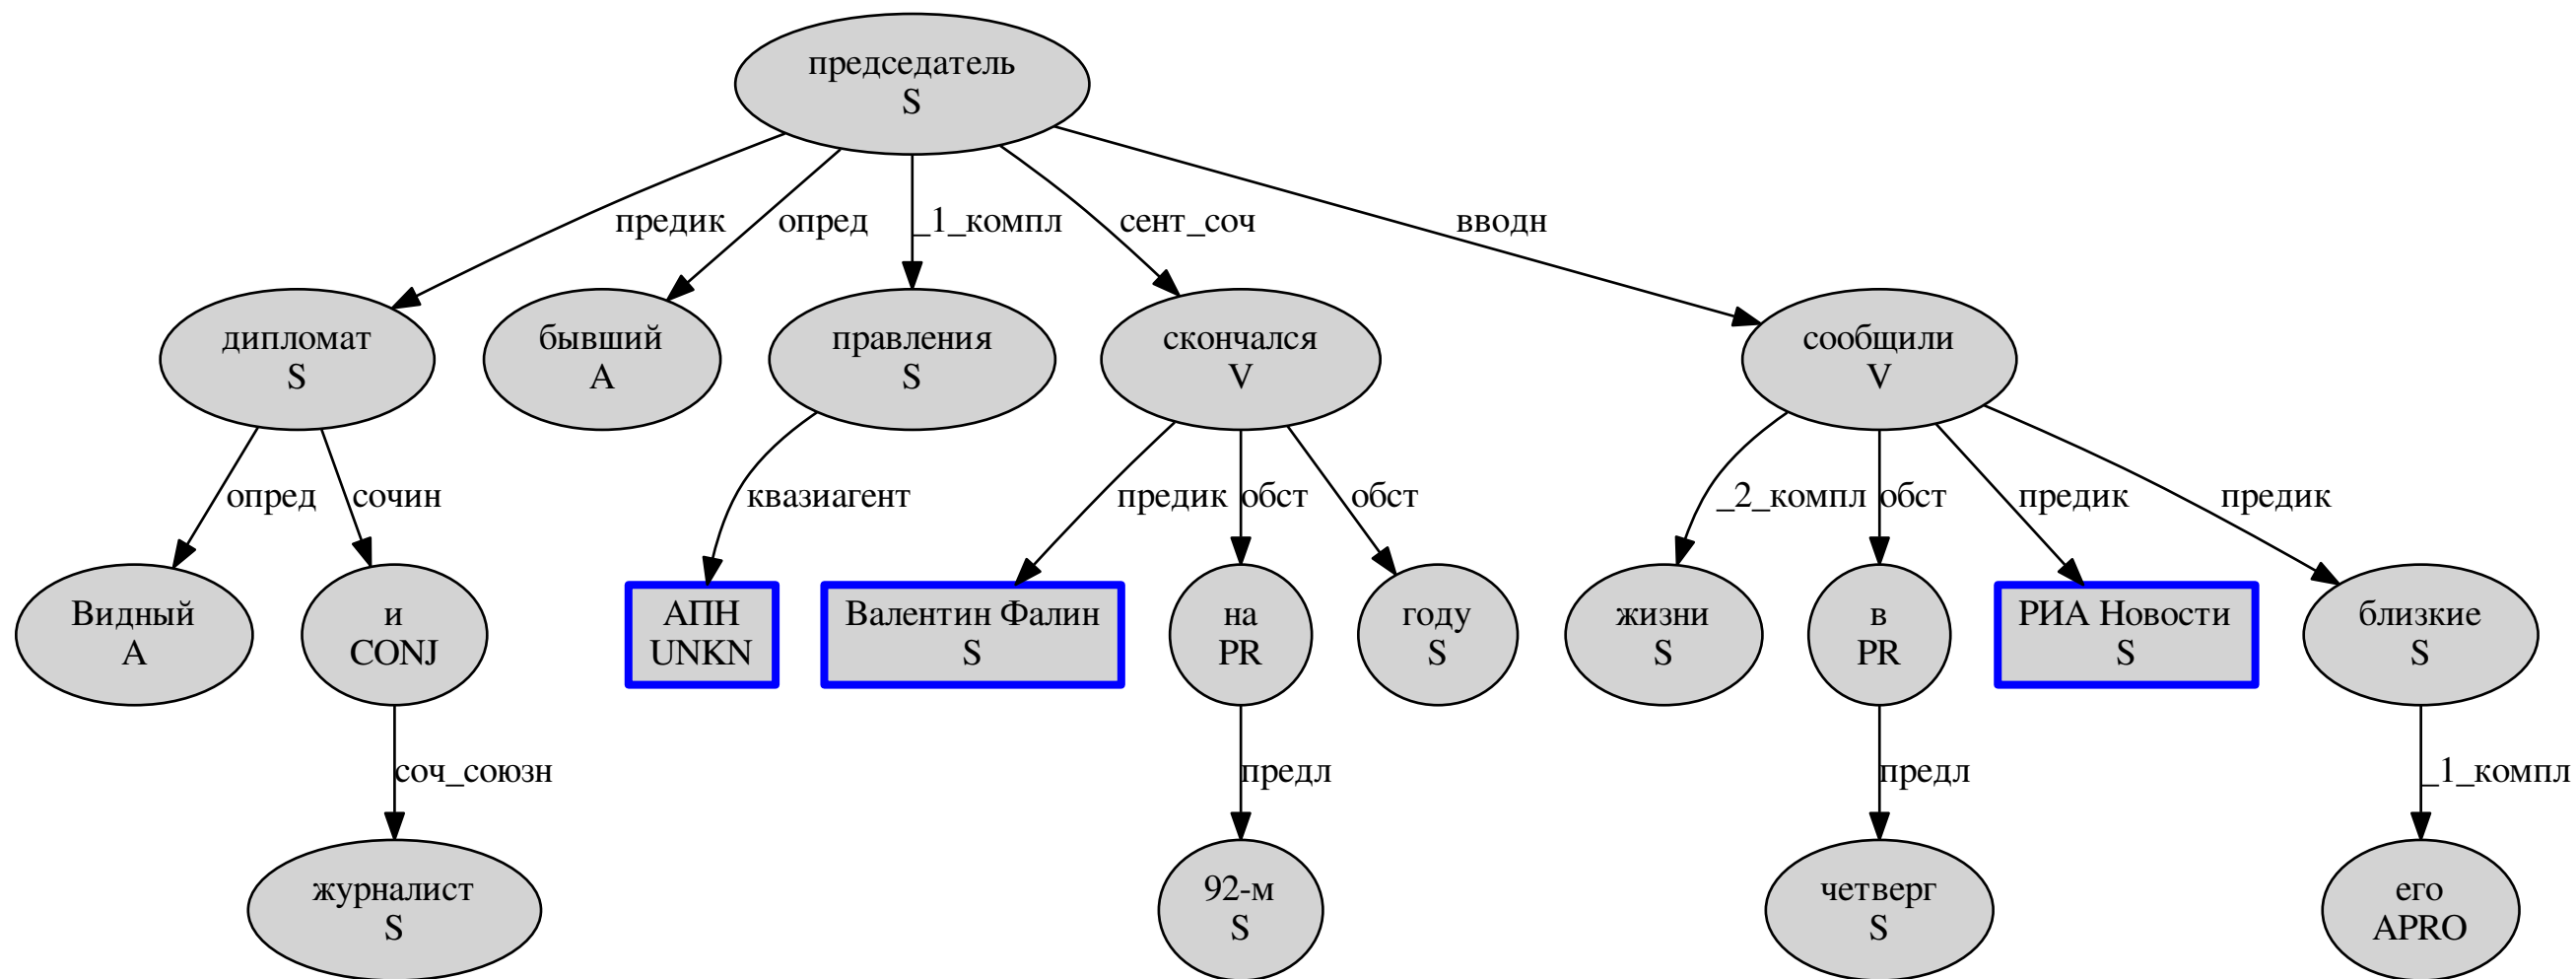 председатель
S
предик
опред
_1_компл
сент_соч
вводн
дипломат
S
бывший
A
правления
S
скончался
V
сообщили
V
опред
сочин
квазиагент
предик
обст
обст
_2_компл
обст
предик
предик
Видный
A
и
CONJ
АПН
UNKN
Валентин Фалин
S
на
PR
году
S
жизни
S
в
PR
РИА Новости
S
близкие
S
соч_союзн
предл
предл
_1_компл
журналист
S
92-м
S
четверг
S
его
APRO